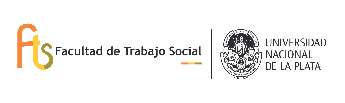 fts Facultad de Trabajo Social
UNIVERSIDAD
NACIONAL
DE LA PLATA